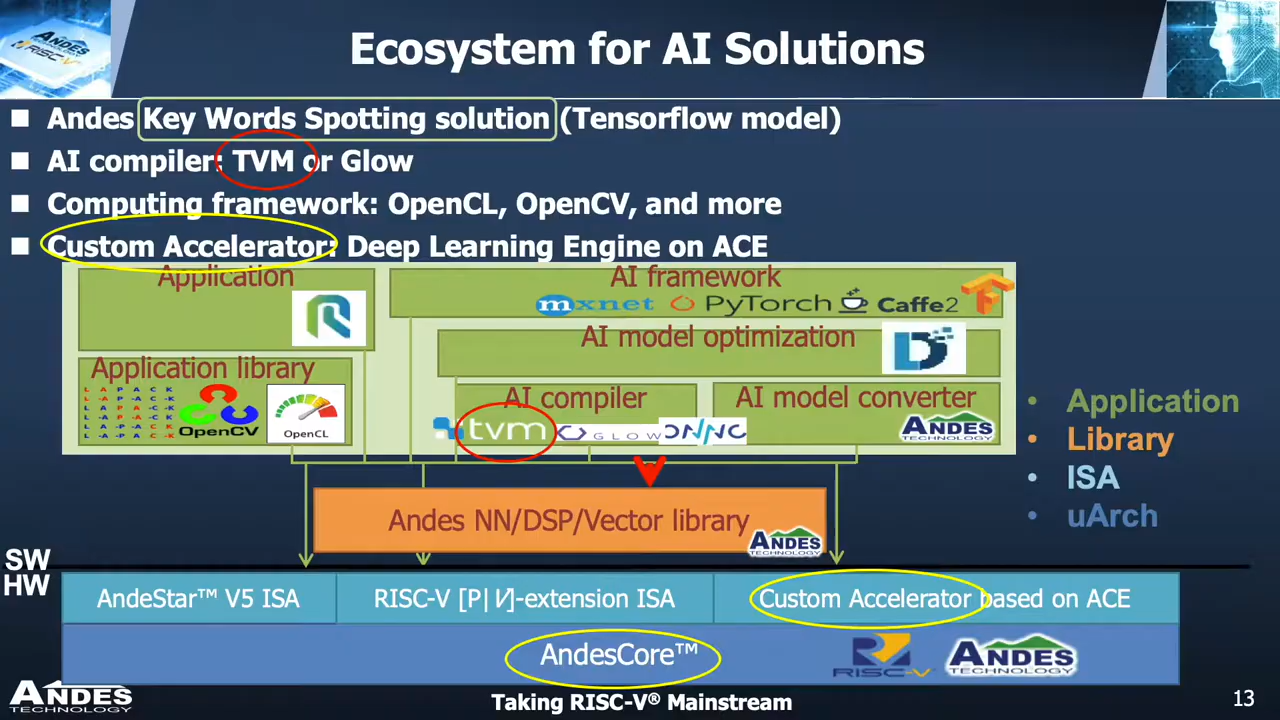 ANDES
RISC-V
Ecosystem for AI Solutions
Andes Key Words Spotting solution (Tensorflow model)
AI compiler: TVM or Glow
Computing framework: OpenCL, OpenCV, and more
Custom Accelerator: Deep Learning Engine on ACE
Application
AI framework
mxnet PyTorch Caffe2
AI model optimization
Application library
L A P A C K
L -A P A C -K
L A P A C K
L -A P -A C -K
L A -P A C K
L -A -P A C -K
OpenCV
OpenCL
AI compiler
AI model converter
tvm GLOW ONNC
ANDES
TECHNOLOGY
• Application
• Library
• ISA
• uArch
Andes NN/DSP/Vector library
ANDES
TECHNOLOGY
SW
HW
AndeStar™ V5 ISA
RISC-V [P|V]-extension ISA
Custom Accelerator based on ACE
AndesCore™
RISC-V
ANDES
TECHNOLOGY
ANDES
TECHNOLOGY
Taking RISC-V® Mainstream
13